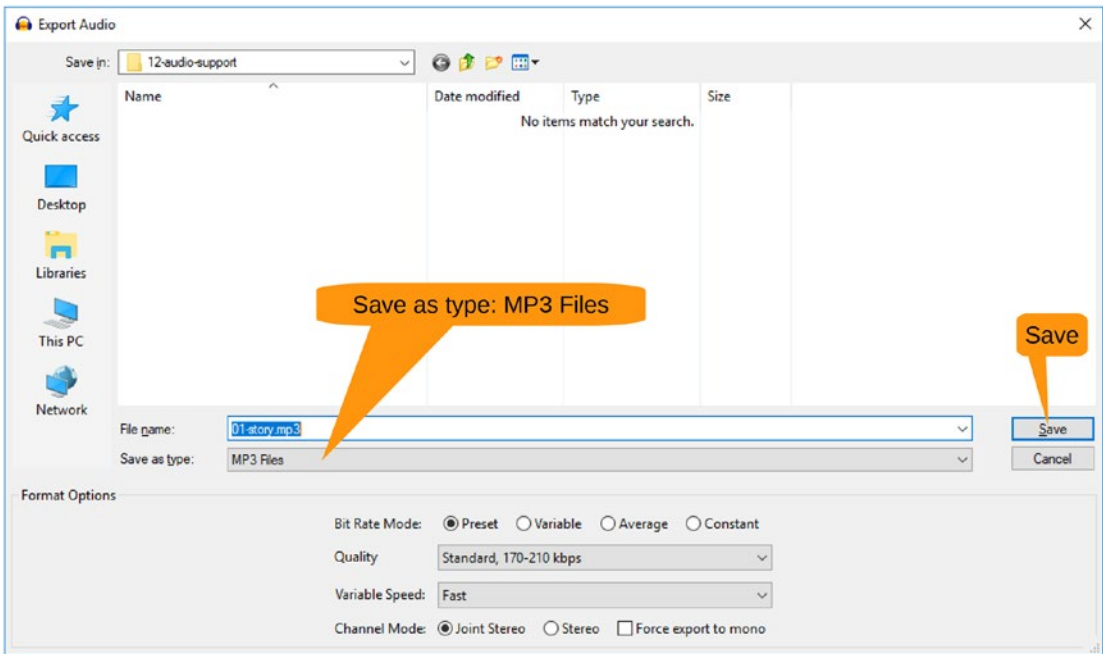 Export Audio
Save in: 12-audio-support
Name Date modified Type Size
No items match your search.
Quick access
Desktop
Libraries
This PC
Network
Save as type: MP3 Files
Save
File name: 01-story.mp3 Save
Save as type: MP3 Files Cancel
Format Options
Bit Rate Mode: Preset Variable Average Constant
Quality Standard, 170-210 kbps
Variable Speed: Fast
Channel Mode: Joint Stereo Stereo Force export to mono